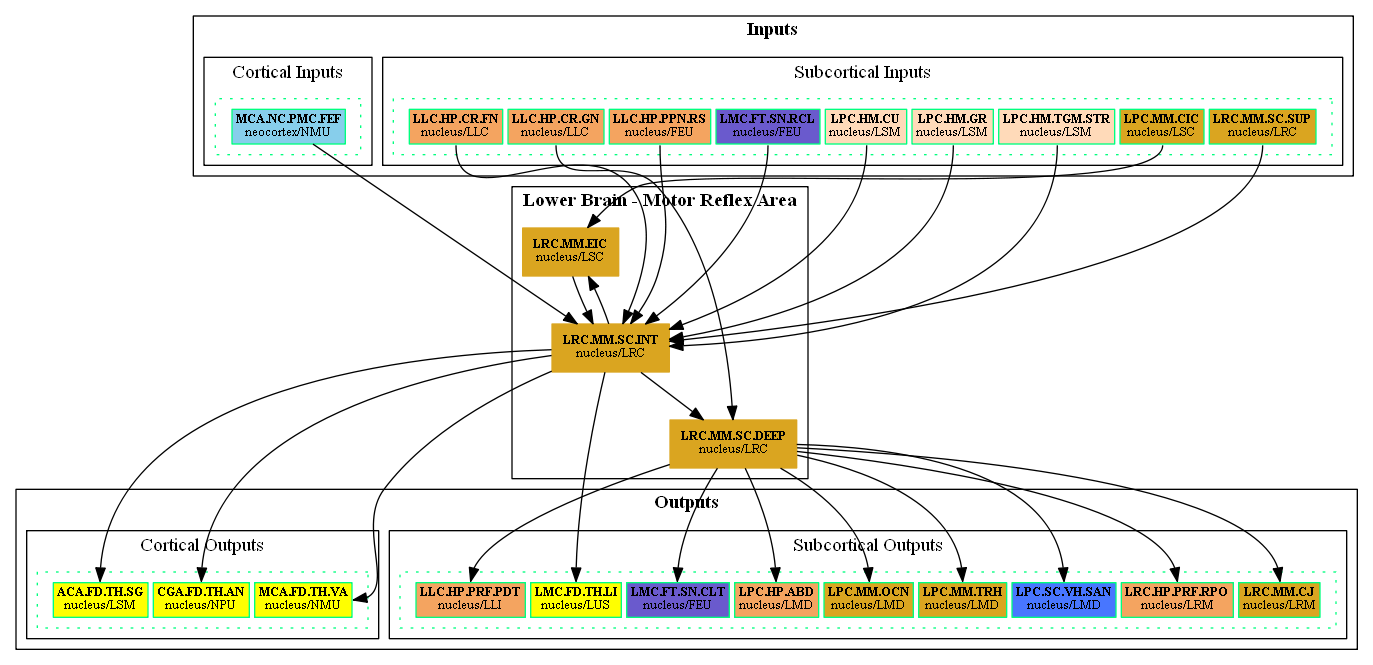 Inputs
Cortical Inputs
Subcortical Inputs
MCA.NC.PMC.FEF
neocortex/NMU
LLC.HP.CR.FN
nucleus/LLC
LLC.HP.CR.GN
nucleus/LLC
LLC.HP.PPN.RS
nucleus/FEU
LMC.FT.SN.RCL
nucleus/FEU
LPC.HM.CU
nucleus/LSM
LPC.HM.GR
nucleus/LSM
LPC.HM.TGM.STR
nucleus/LSM
LPC.MM.CIC
nucleus/LSC
LRC.MM.SC.SUP
nucleus/LRC
Lower Brain - Motor Reflex Area
LRC.MM.EIC
nucleus/LSC
LRC.MM.SC.INT
nucleus/LRC
LRC.MM.SC.DEEP
nucleus/LRC
Outputs
Cortical Outputs
Subcortical Outputs
ACA.FD.TH.SG
nucleus/LSM
CGA.FD.TH.AN
nucleus/NPU
MCA.FD.TH.VA
nucleus/NMU
LLC.HP.PRF.PDT
nucleus/LLI
LMC.FD.TH.LI
nucleus/LUS
LMC.FT.SN.CLT
nucleus/FEU
LPC.HP.ABD
nucleus/LMD
LPC.MM.OCN
nucleus/LMD
LPC.MM.TRH
nucleus/LMD
LPC.SC.VH.SAN
nucleus/LMD
LRC.HP.PRF.RPO
nucleus/LRM
LRC.MM.CJ
nucleus/LRM